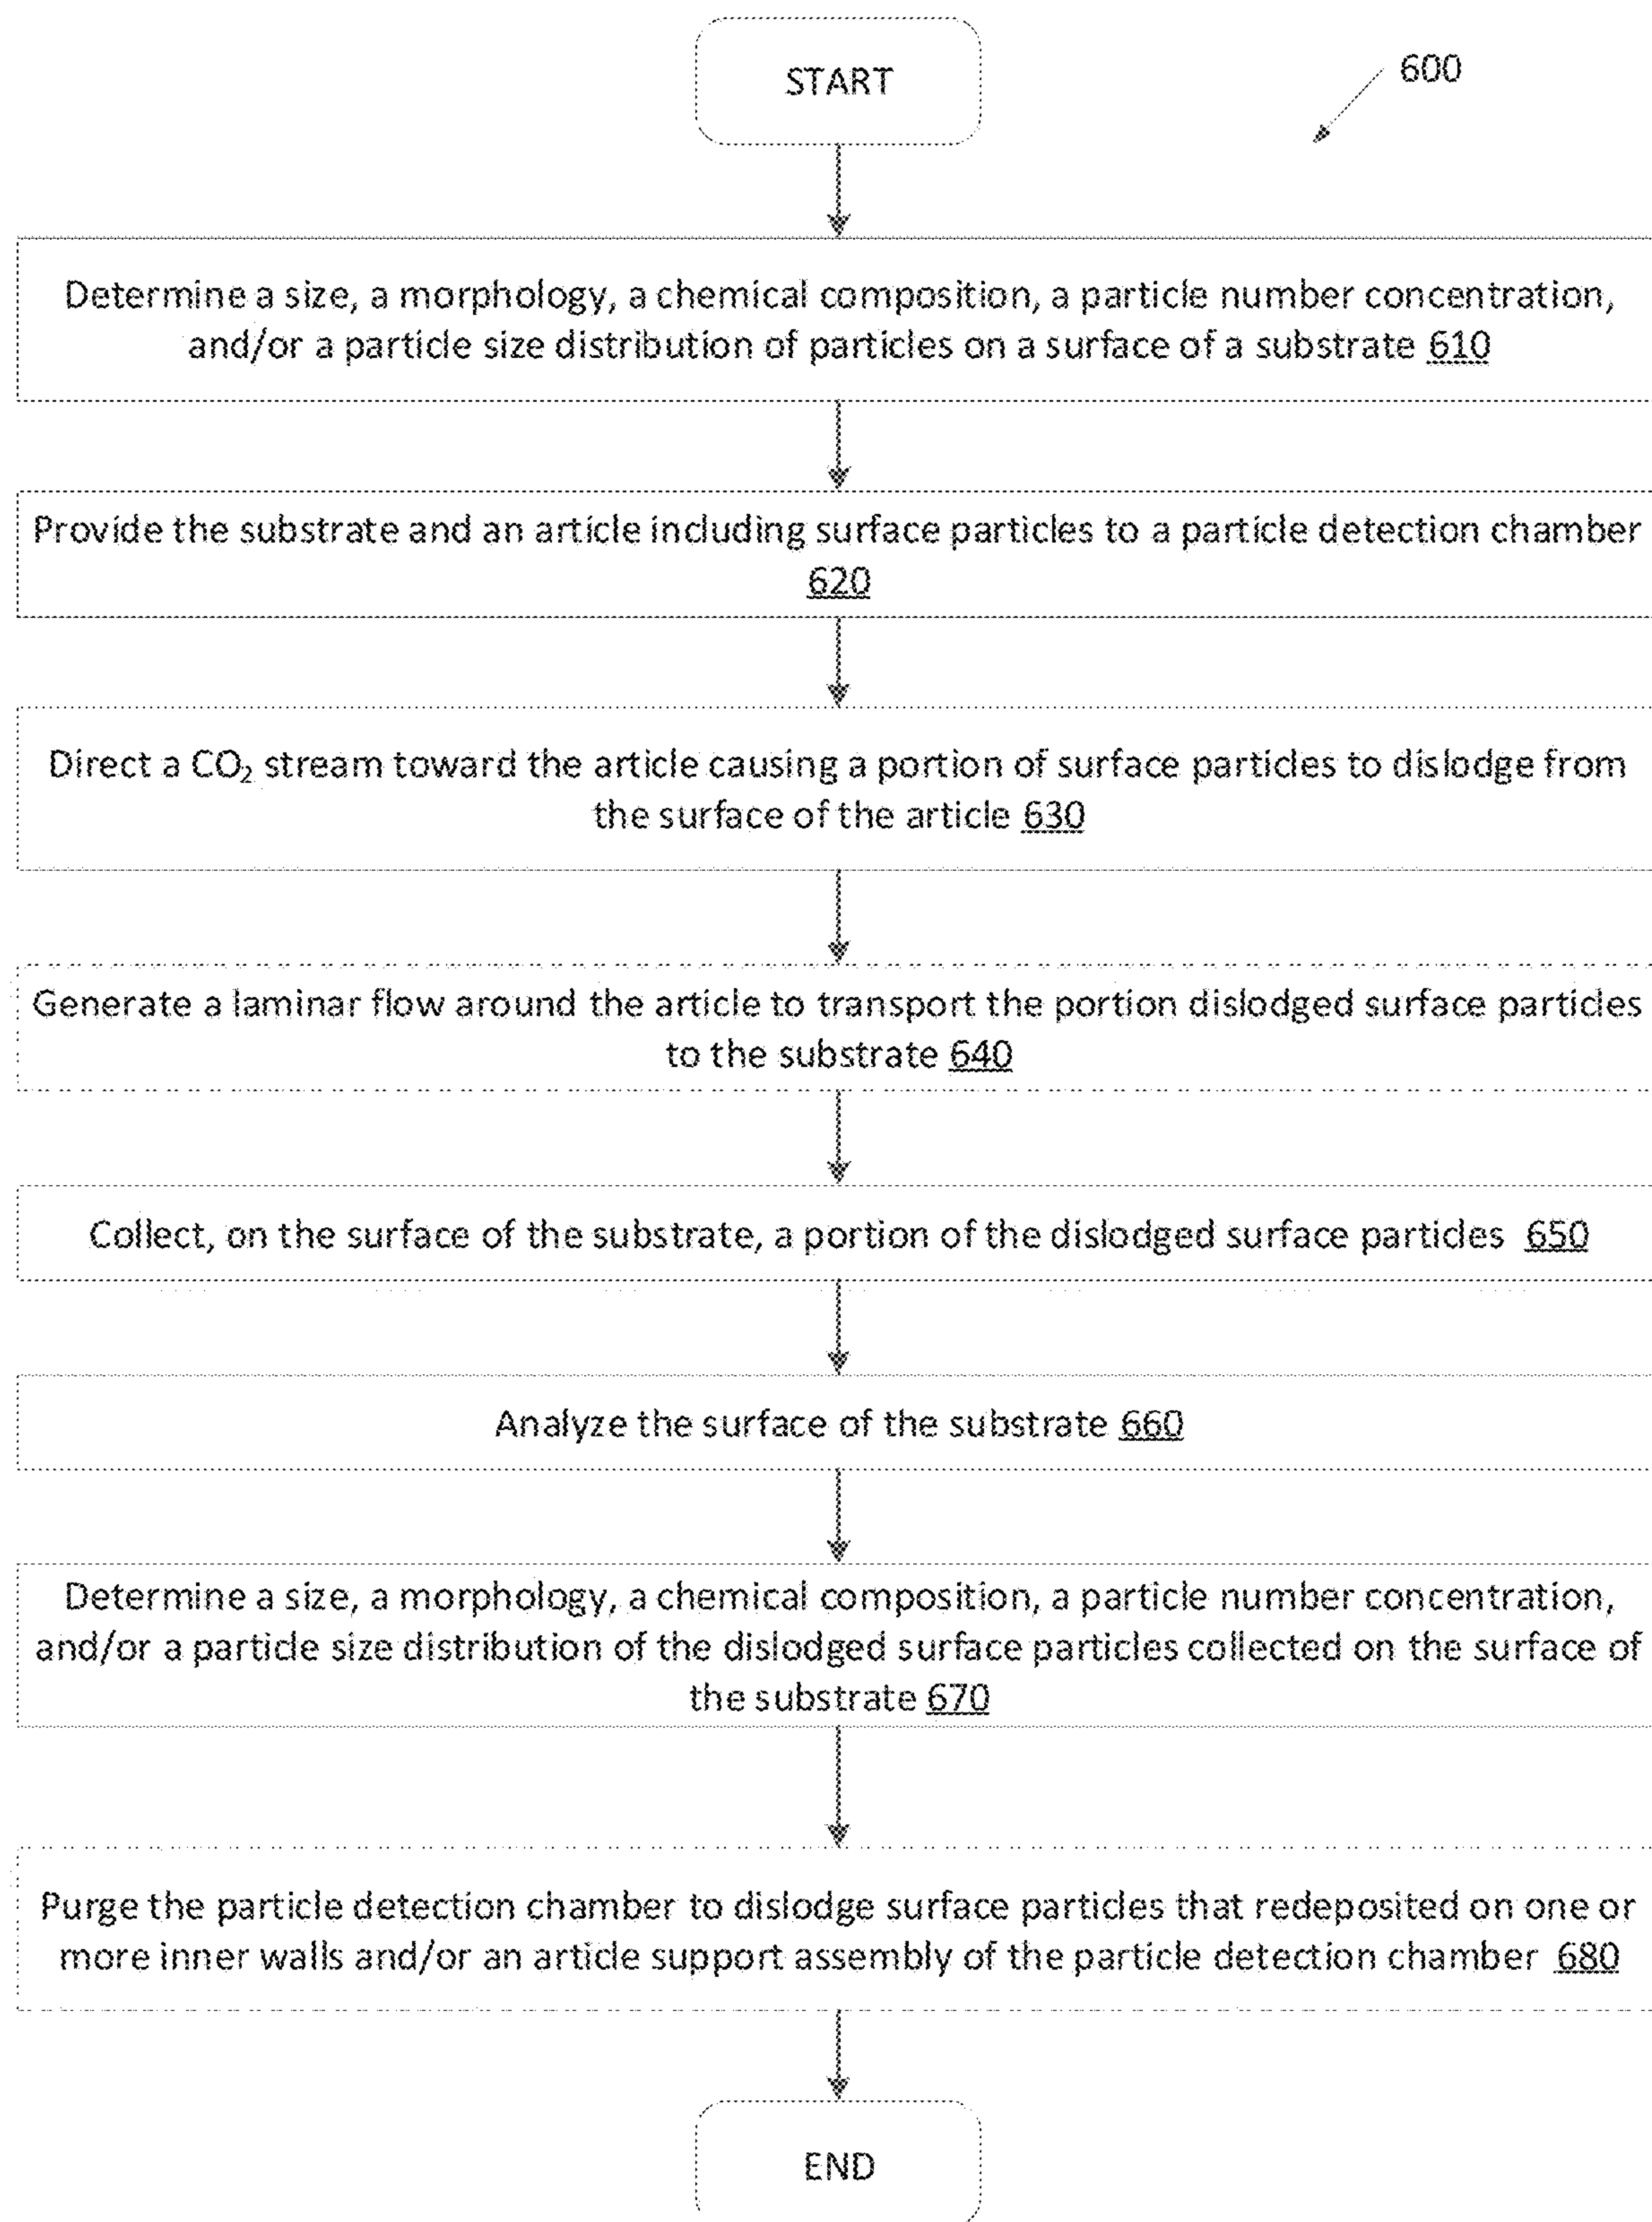 START
600
Determine a size, a morphology, a chemical composition, a particle number concentration,
and/or a particle size distribution of particles on a surface of a substrate 610
Provide the substrate and an article including surface particles to a particle detection chamber
620
Direct a CO₂ stream toward the article causing a portion of surface particles to dislodge from
the surface of the article 630
Generate a laminar flow around the article to transport the portion dislodged surface particles
to the substrate 640
Collect, on the surface of the substrate, a portion of the dislodged surface particles 650
Analyze the surface of the substrate 660
Determine a size, a morphology, a chemical composition, a particle number concentration,
and/or a particle size distribution of the dislodged surface particles collected on the surface of
the substrate 670
Purge the particle detection chamber to dislodge surface particles that redeposited on one or
more inner walls and/or an article support assembly of the particle detection chamber 680
END